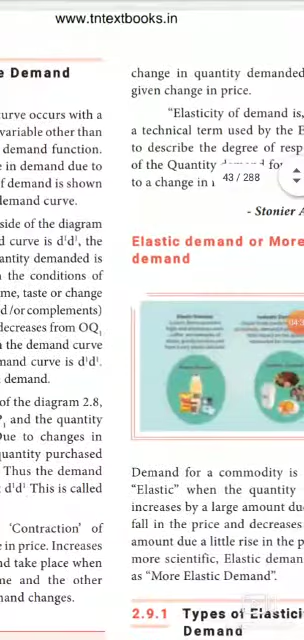 www.tntextbooks.in
Demand
curve occurs with a
variable other than
demand function.
e in demand due to
of demand is shown
demand curve.
side of the diagram
d curve is d¹d¹, the
antity demanded is
the conditions of
me, taste or change
d /or complements)
decreases from OQ₁
the demand curve
mand curve is d¹d¹.
demand.
of the diagram 2.8,
and the quantity
Due to changes in
quantity purchased
Thus the demand
d¹d¹ This is called
'Contraction' of
e in price. Increases
nd take place when
me and the other
mand changes.
change in quantity demanded
given change in price.
"Elasticity of demand is,
a technical term used by the E
to describe the degree of resp
of the Quantity
to a change in
43 / 288
- Stonier A
Elastic demand or More
demand
04:3
Demand for a commodity is
"Elastic" when the quantity
increases by a large amount du
fall in the price and decreases
amount due a little rise in the p
more scientific, Elastic deman
as "More Elastic Demand".
2.9.1 Types of Elastici
Demand